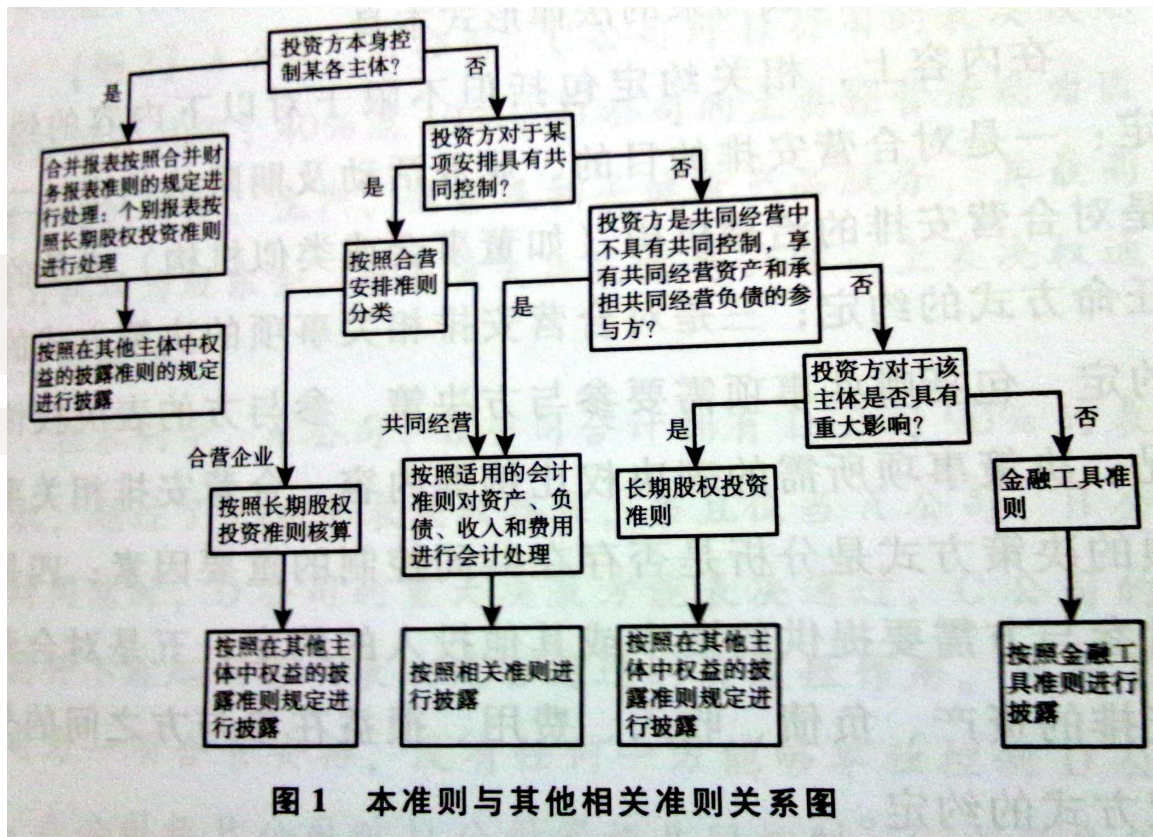 投资方本身控
制某各主体?
是
否
合并报表按照合并财
务报表准则的规定进
行处理;个别报表按
照长期股权投资准则
进行处理
投资方对于某
项安排具有共
同控制?
是
否
按照在其他主体中权
益的披露准则的规定
进行披露
按照合营
安排准则
分类
投资方是共同经营中
不具有共同控制,享
有共同经营资产和承
担共同经营负债的参
与方?
是
否
合营企业
共同经营
投资方对于该
主体是否具有
重大影响?
是
否
按照长期股权
投资准则核算
按照适用的会计
准则对资产、负
债、收入和费用
进行会计处理
长期股权投资
准则
金融工具准
则
按照在其他主
体中权益的披
露准则规定进
行披露
按照相关准则进
行披露
按照在其他主
体中权益的披
露准则规定进
行披露
按照金融工
具准则进行
披露
图1 本准则与其他相关准则关系图